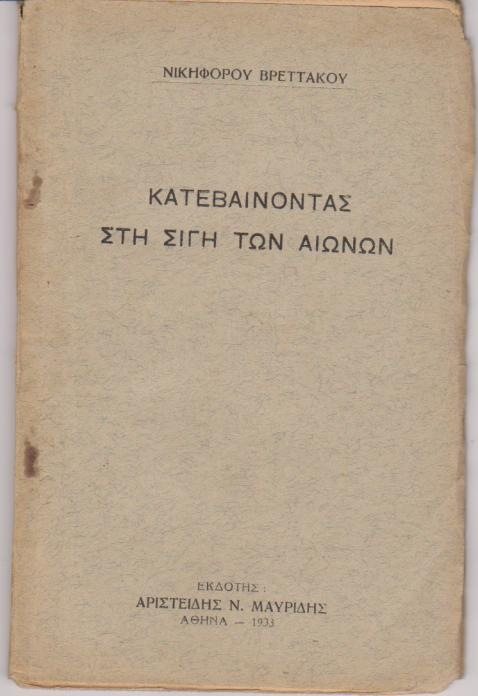 ΝΙΚΗΦΟΡΟΥ ΒΡΕΤΤΑΚΟΥ
ΚΑΤΕΒΑΙΝΟΝΤΑΣ
ΣΤΗ ΣΙΓΗ ΤΩΝ ΑΙΩΝΩΝ
ΕΚΔΟΤΗΣ :
ΑΡΙΣΤΕΙΔΗΣ Ν. ΜΑΥΡΙΔΗΣ
ΑΘΗΝΑ — 1933